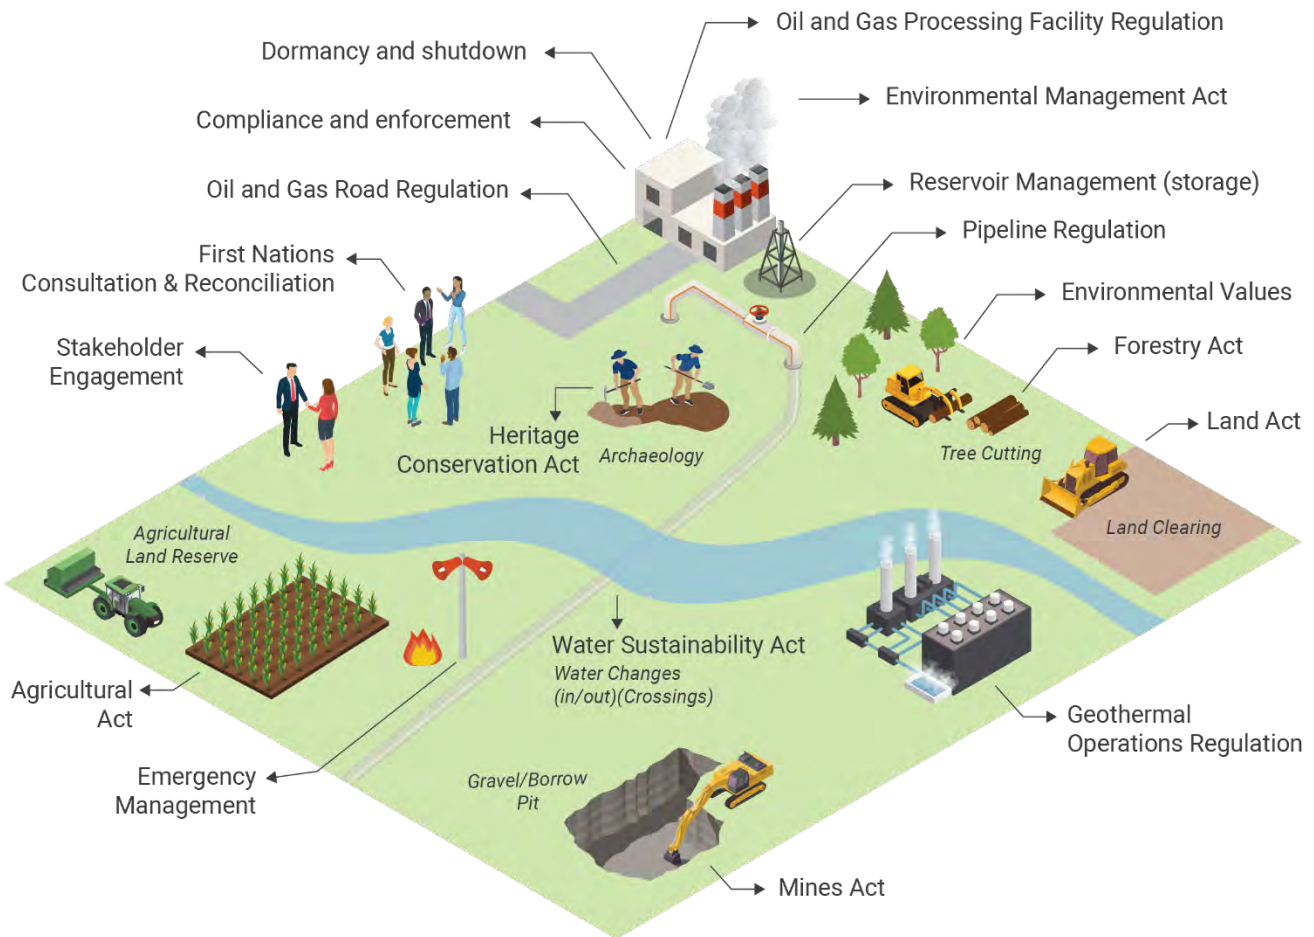 Oil and Gas Processing Facility Regulation
Dormancy and shutdown
Environmental Management Act
Compliance and enforcement
Oil and Gas Road Regulation
Reservoir Management (storage)
Pipeline Regulation
First Nations
Consultation & Reconciliation
Environmental Values
Stakeholder
Engagement
Forestry Act
Land Act
Heritage
Conservation Act
Archaeology
Tree Cutting
Land Clearing
Agricultural
Land Reserve
Water Sustainability Act
Water Changes
(in/out)(Crossings)
Agricultural
Act
Geothermal
Operations Regulation
Emergency
Management
Gravel/Borrow
Pit
Mines Act